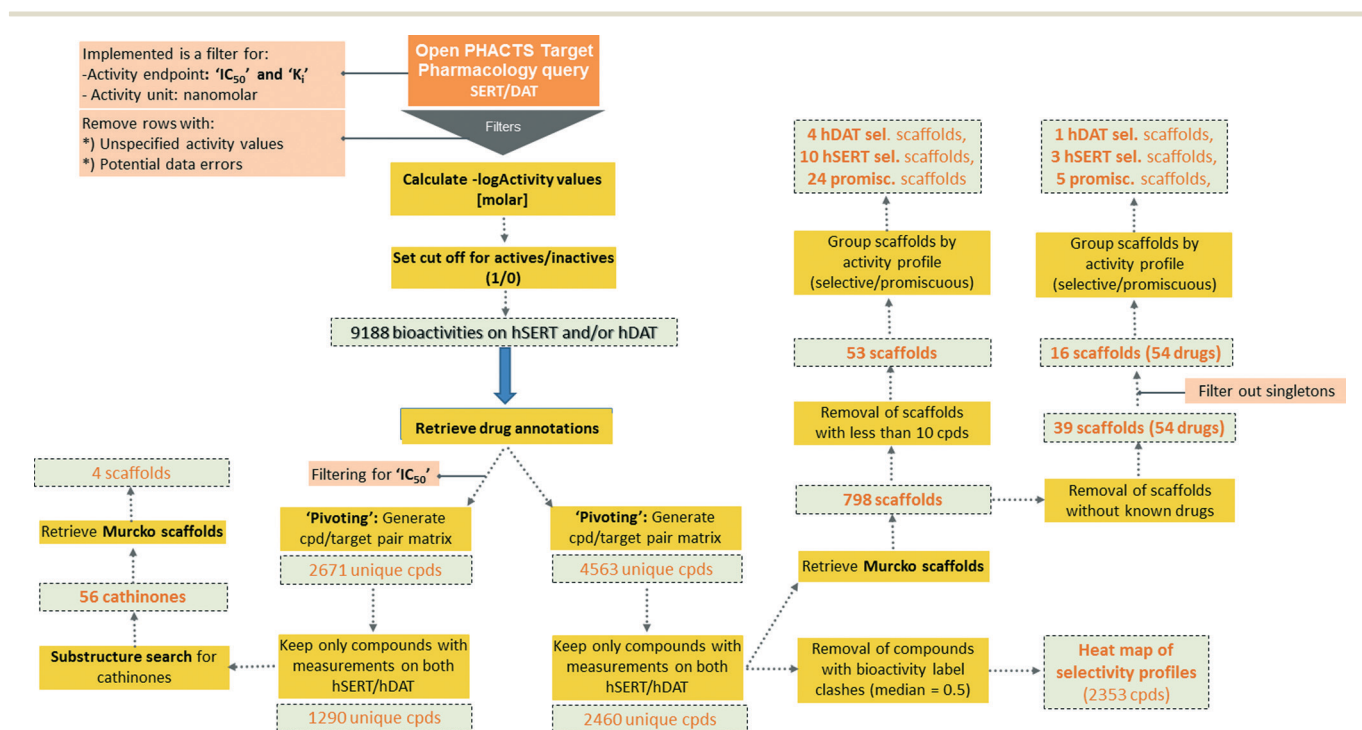 Implemented is a filter for:
-Activity endpoint: ‘IC50’ and ‘Ki’
- Activity unit: nanomolar
Remove rows with:
*) Unspecified activity values
*) Potential data errors
Open PHACTS Target
Pharmacology query
SERT/DAT
Filters
Calculate -logActivity values
[molar]
Set cut off for actives/inactives
(1/0)
9188 bioactivities on hSERT and/or hDAT
Retrieve drug annotations
Filtering for ‘IC50’
‘Pivoting’: Generate
cpd/target pair matrix
2671 unique cpds
Keep only compounds with
measurements on both
hSERT/hDAT
1290 unique cpds
Substructure search for
cathinones
56 cathinones
Retrieve Murcko scaffolds
4 scaffolds
‘Pivoting’: Generate
cpd/target pair matrix
4563 unique cpds
Keep only compounds with
measurements on both
hSERT/hDAT
2460 unique cpds
Retrieve Murcko scaffolds
798 scaffolds
Removal of scaffolds
with less than 10 cpds
53 scaffolds
Group scaffolds by
activity profile
(selective/promiscuous)
4 hDAT sel. scaffolds,
10 hSERT sel. scaffolds,
24 promisc. scaffolds
Removal of scaffolds
without known drugs
39 scaffolds (54 drugs)
Filter out singletons
16 scaffolds (54 drugs)
Group scaffolds by
activity profile
(selective/promiscuous)
1 hDAT sel. scaffolds,
3 hSERT sel. scaffolds,
5 promisc. scaffolds,
Removal of compounds
with bioactivity label
clashes (median = 0.5)
Heat map of
selectivity profiles
(2353 cpds)